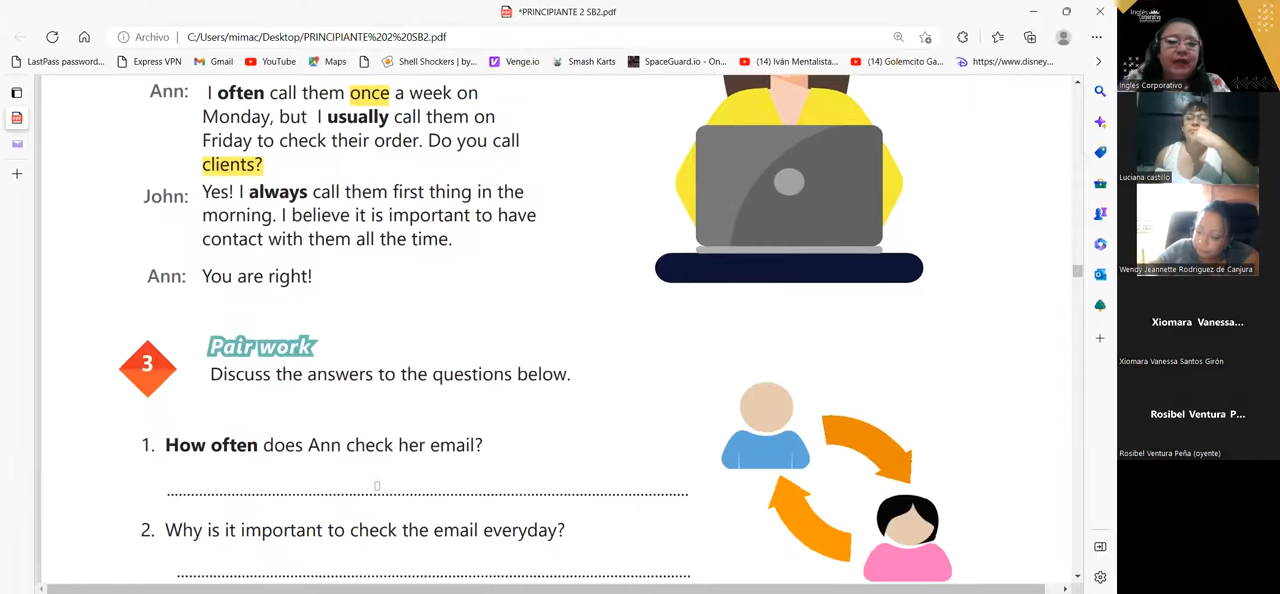 *PRINCIPIANTE 2 SB2.pdf
Archivo
C:/Users/mimac/Desktop/PRINCIPIANTE%202%20SB2.pdf
LastPass password...
Express VPN
Gmail
YouTube
Maps
Shell Shockers | by...
Venge.io
Smash Karts
SpaceGuard.io - On...
(14) Iván Mentalista...
(14) Golemcito Ga...
https://www.disney...
Ann: I often call them once a week on
Monday, but I usually call them on
Friday to check their order. Do you call
clients?
John: Yes! I always call them first thing in the
morning. I believe it is important to have
contact with them all the time.
Ann: You are right!
3
Pair work
Discuss the answers to the questions below.
1. How often does Ann check her email?
2. Why is it important to check the email everyday?
Inglés
Corporativo
Ingles Corporativo
Luciana castillo
Wendy Jeannette Rodriguez de Canjura
Xiomara Vanessa...
Xiomara Vanessa Santos Girón
Rosibel Ventura P...
Rosibel Ventura Peña (oyente)